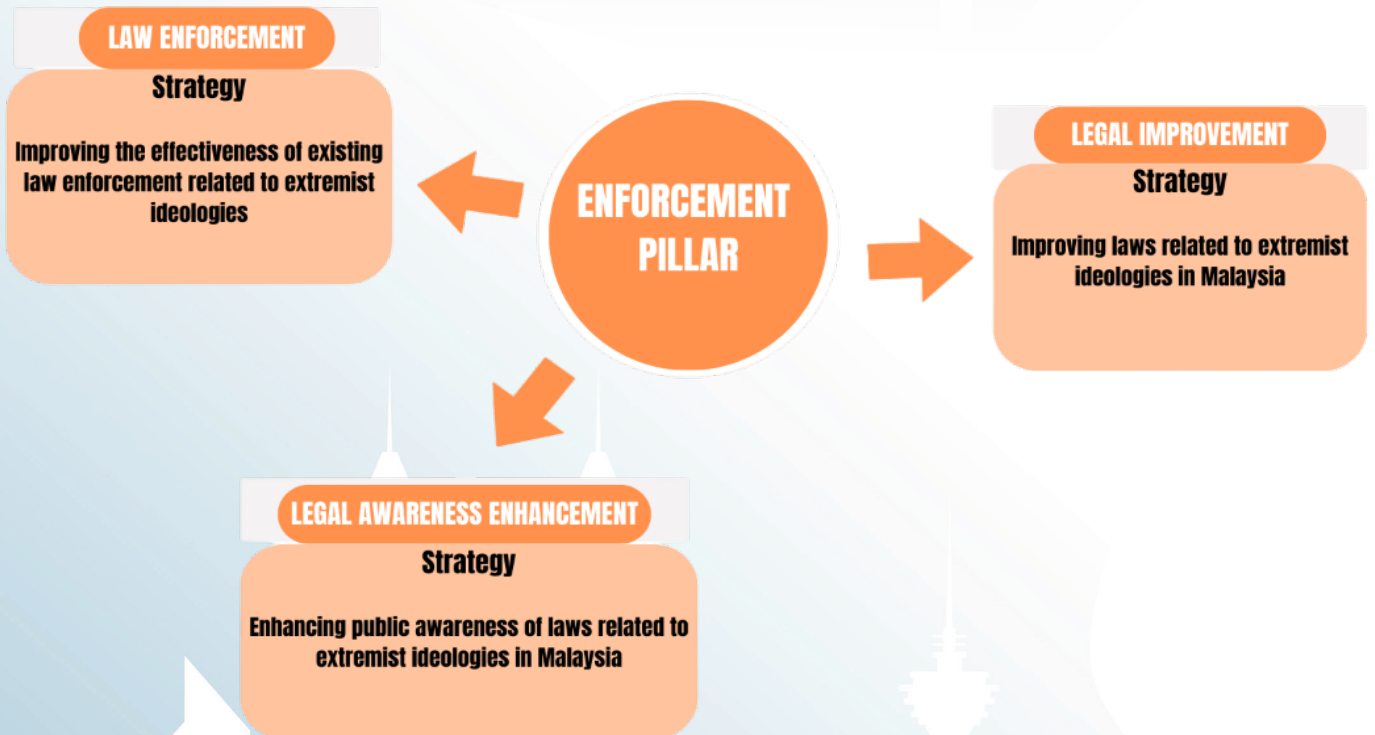 LAW ENFORCEMENT
Strategy
Improving the effectiveness of existing
law enforcement related to extremist
ideologies
ENFORCEMENT
PILLAR
LEGAL IMPROVEMENT
Strategy
Improving laws related to extremist
ideologies in Malaysia
LEGAL AWARENESS ENHANCEMENT
Strategy
Enhancing public awareness of laws related to
extremist ideologies in Malaysia